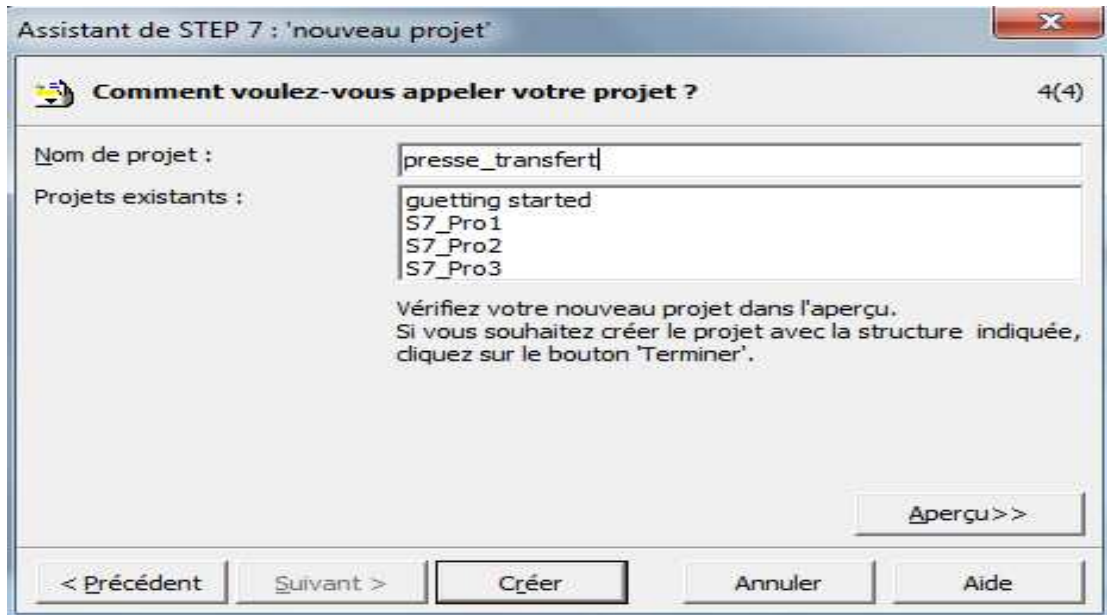 Assistant de STEP 7 : 'nouveau projet'
Comment voulez-vous appeler votre projet ? 4(4)
Nom de projet : presse_transfert
Projets existants : guetting started
S7_Pro1
S7_Pro2
S7_Pro3
Vérifiez votre nouveau projet dans l'aperçu.
Si vous souhaitez créer le projet avec la structure indiquée,
cliquez sur le bouton 'Terminer'.
Aperçu>>
< Précédent Suivant > Créer Annuler Aide